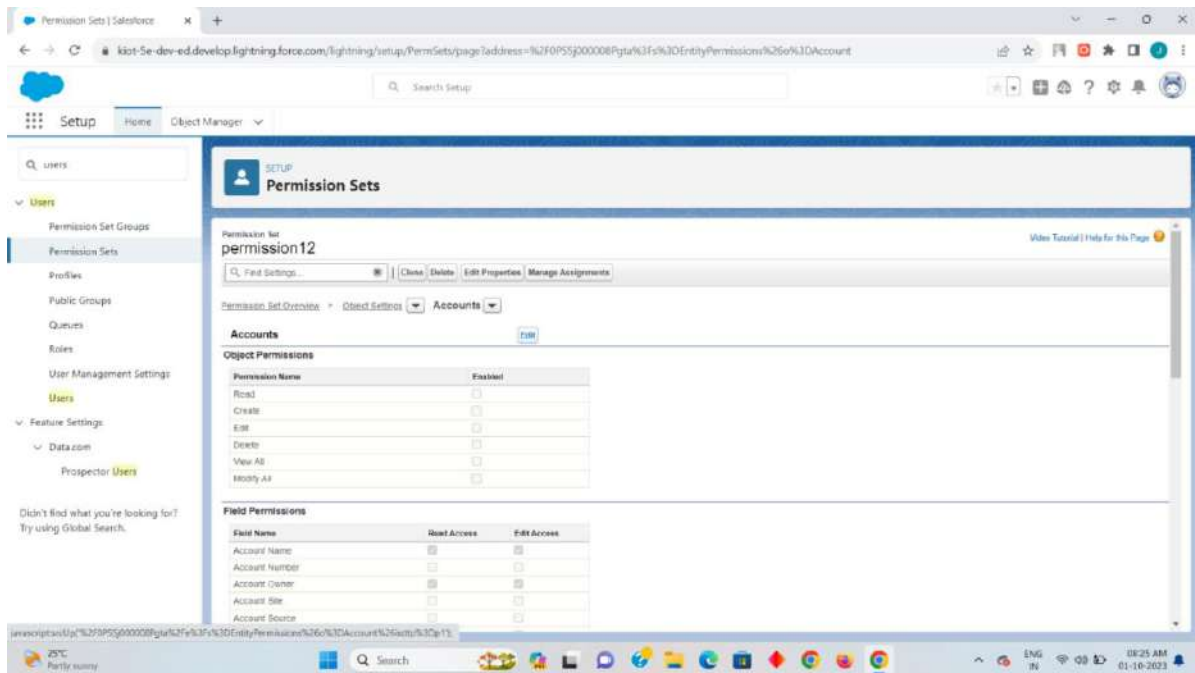 Permission Sets | Salesforce
kiot-5e-dev-ed.develop.lightning.force.com/lightning/setup/PermSets/page?address=%2F0PS5j000008Pgta%3Fs%3DEntityPermissions%26o%3DAccount
Search Setup
Setup Home Object Manager
users
SETUP
Permission Sets
Users
Permission Set Groups
Permission Sets
Profiles
Public Groups
Queues
Roles
User Management Settings
Users
Feature Settings
Data.com
Prospector Users
Didn't find what you're looking for?
Try using Global Search.
Permission Set
permission12
Video Tutorial | Help for this Page
Find Settings... Clone Delete Edit Properties Manage Assignments
Permission Set Overview > Object Settings Accounts
Accounts Edit
Object Permissions
Permission Name Enabled
Read
Create
Edit
Delete
View All
Modify All
Field Permissions
Field Name Read Access Edit Access
Account Name
Account Number
Account Owner
Account Site
Account Source
25°C
Partly sunny
Search
ENG
IN
08:25 AM
01-10-2023